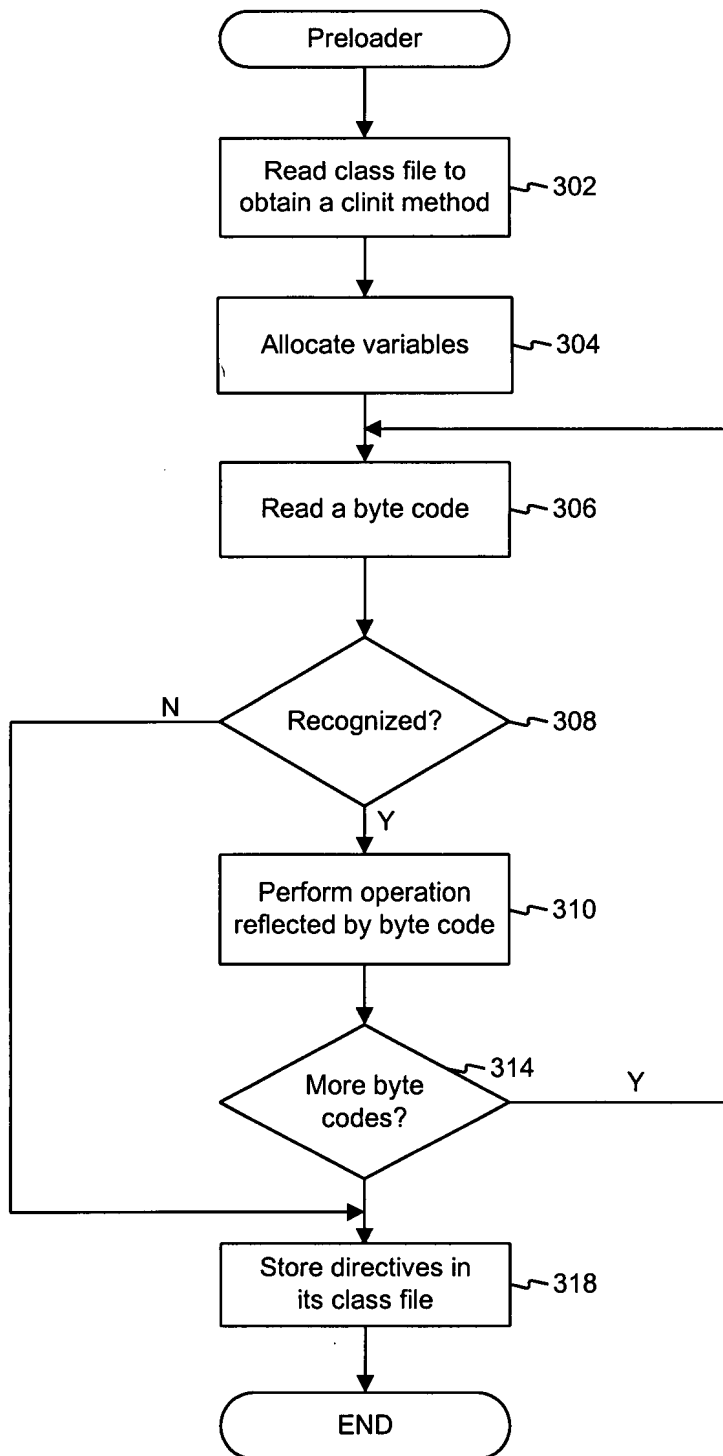 Preloader
Read class file to
obtain a clinit method
302
Allocate variables
304
Read a byte code
306
N
Recognized?
308
Y
Perform operation
reflected by byte code
310
314
More byte
codes?
Y
Store directives in
its class file
318
END